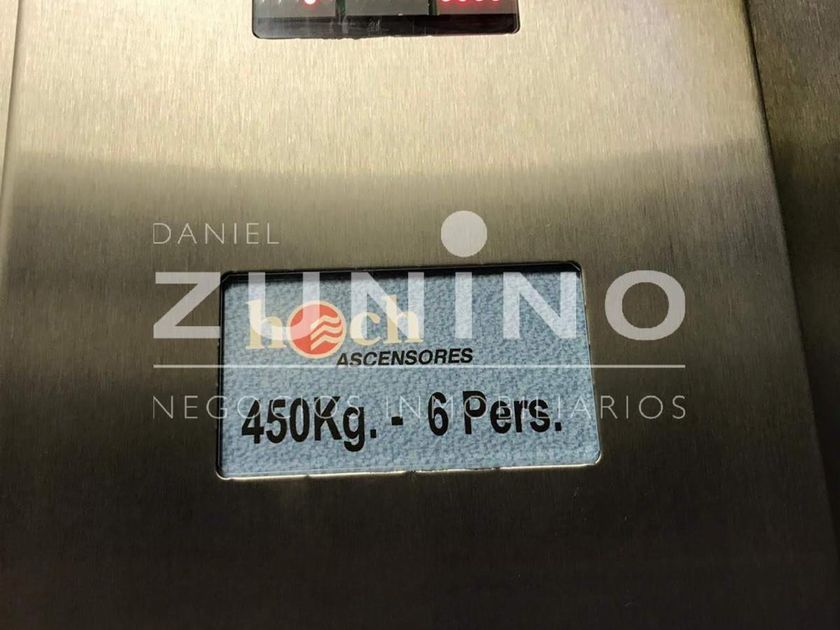 DANIEL
ZUNINO
hoch
ASCENSORES
NEGOCIOS INMOBILIARIOS
450Kg. - 6 Pers.